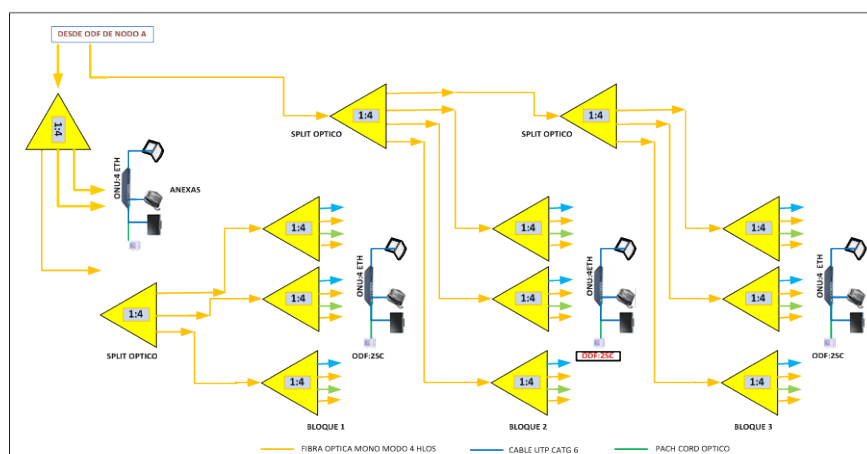 DESDE ODF DE NODO A
1:4
1:4
1:4
SPLIT OPTICO
SPLIT OPTICO
ONU:4 ETH
ANEXAS
1:4
1:4
1:4
ONU:4 ETH
ONU:4ETH
ONU:4 ETH
1:4
1:4
1:4
1:4
SPLIT OPTICO
ODF:2SC
ODF:2SC
ODF:2SC
1:4
1:4
1:4
BLOQUE 1
BLOQUE 2
BLOQUE 3
FIBRA OPTICA MONO MODO 4 HLOS
CABLE UTP CATG 6
PACH CORD OPTICO